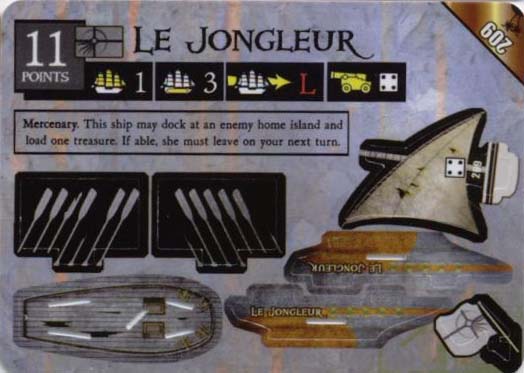 11
POINTS
LE JONGLEUR
209
1
3
L
Mercenary. This ship may dock at an enemy home island and
load one treasure. If able, she must leave on your next turn.
209
LE JONGLEUR
LE JONGLEUR